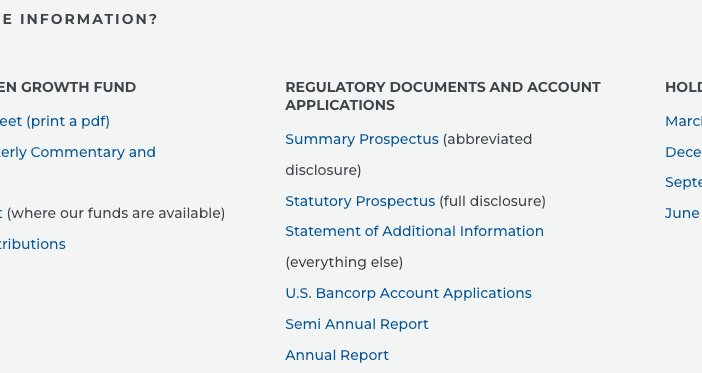 E INFORMATION?
EN GROWTH FUND
eet (print a pdf)
erly Commentary and
(where our funds are available)
tributions
REGULATORY DOCUMENTS AND ACCOUNT
APPLICATIONS
Summary Prospectus (abbreviated
disclosure)
Statutory Prospectus (full disclosure)
Statement of Additional Information
(everything else)
U.S. Bancorp Account Applications
Semi Annual Report
Annual Report
HOLD
March
Dece
Septe
June